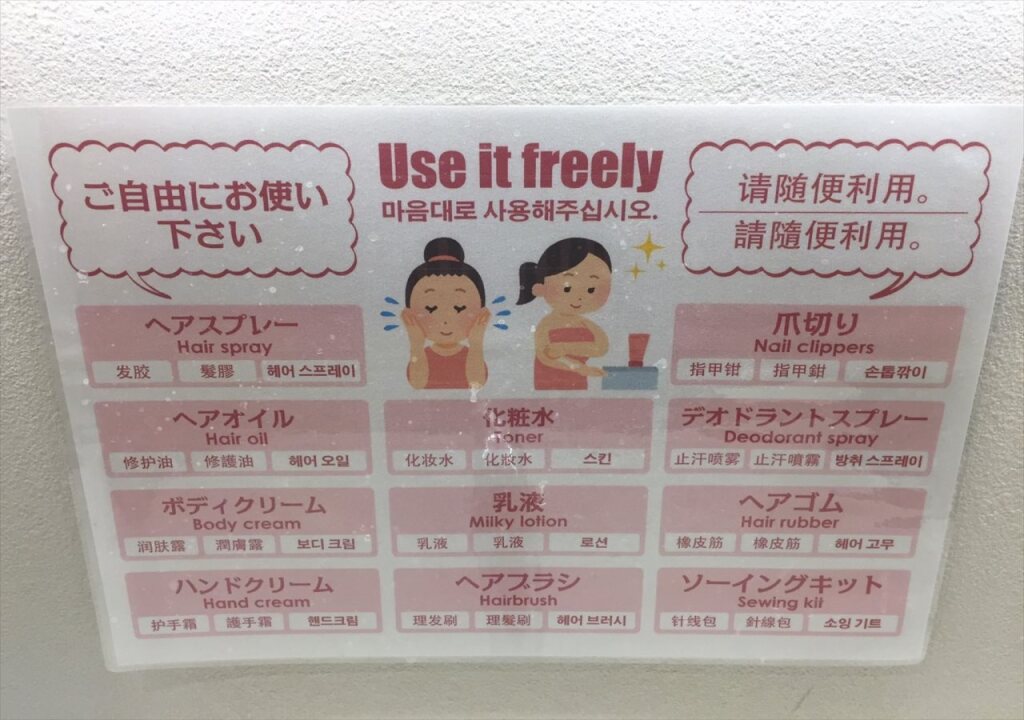 ご自由にお使い
下さい
Use it freely
마음대로 사용해주십시오.
请随便利用。
請隨便利用。
ヘアスプレー
Hair spray
发胶 髮膠 헤어 스프레이
爪切り
Nail clippers
指甲钳 指甲鉗 손톱깎이
ヘアオイル
Hair oil
修护油 修護油 헤어 오일
化粧水
Toner
化妆水 化妝水 스킨
デオドラントスプレー
Deodorant spray
止汗喷雾 止汗噴霧 방취 스프레이
ボディクリーム
Body cream
润肤露 潤膚露 보디 크림
乳液
Milky lotion
乳液 乳液 로션
ヘアゴム
Hair rubber
橡皮筋 橡皮筋 헤어 고무
ハンドクリーム
Hand cream
护手霜 護手霜 핸드크림
ヘアブラシ
Hairbrush
理发刷 理髮刷 헤어 브러시
ソーイングキット
Sewing kit
针线包 針線包 소잉 키트